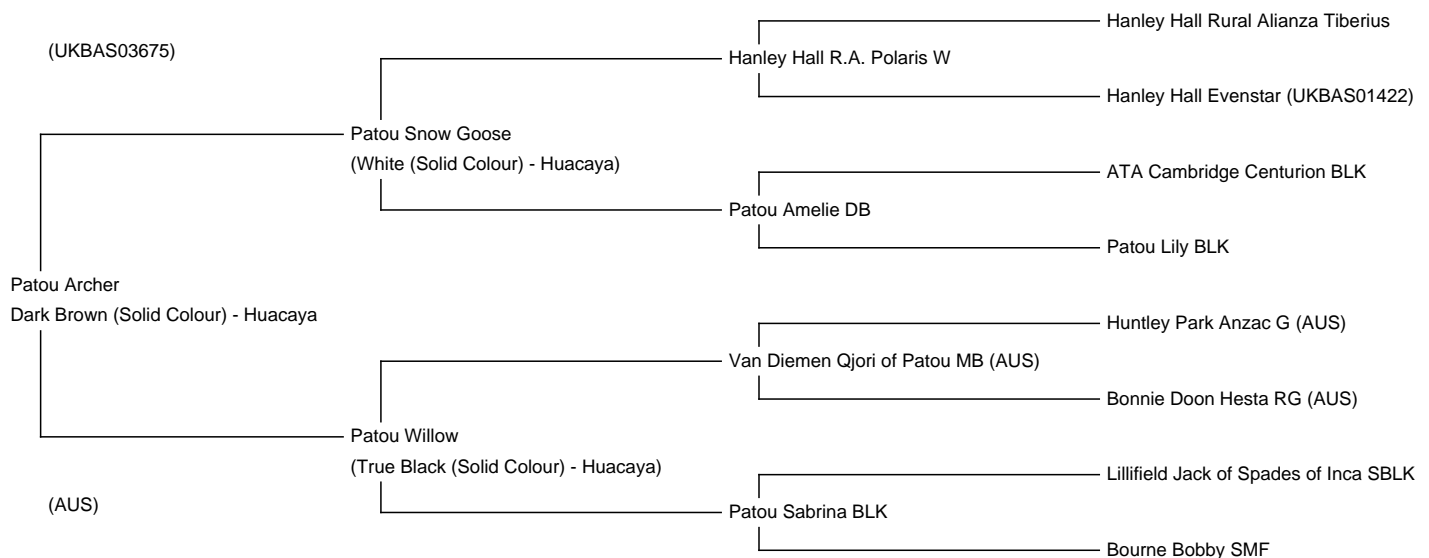 Hanley Hall Rural Alianza Tiberius
(UKBAS03675)
Hanley Hall R.A. Polaris W
Hanley Hall Evenstar (UKBAS01422)
Patou Snow Goose
(White (Solid Colour) - Huacaya)
ATA Cambridge Centurion BLK
Patou Amelie DB
Patou Lily BLK
Patou Archer
Dark Brown (Solid Colour) - Huacaya
Huntley Park Anzac G (AUS)
Van Diemen Qjori of Patou MB (AUS)
Bonnie Doon Hesta RG (AUS)
Patou Willow
(True Black (Solid Colour) - Huacaya)
Lillifield Jack of Spades of Inca SBLK
(AUS)
Patou Sabrina BLK
Bourne Bobby SMF